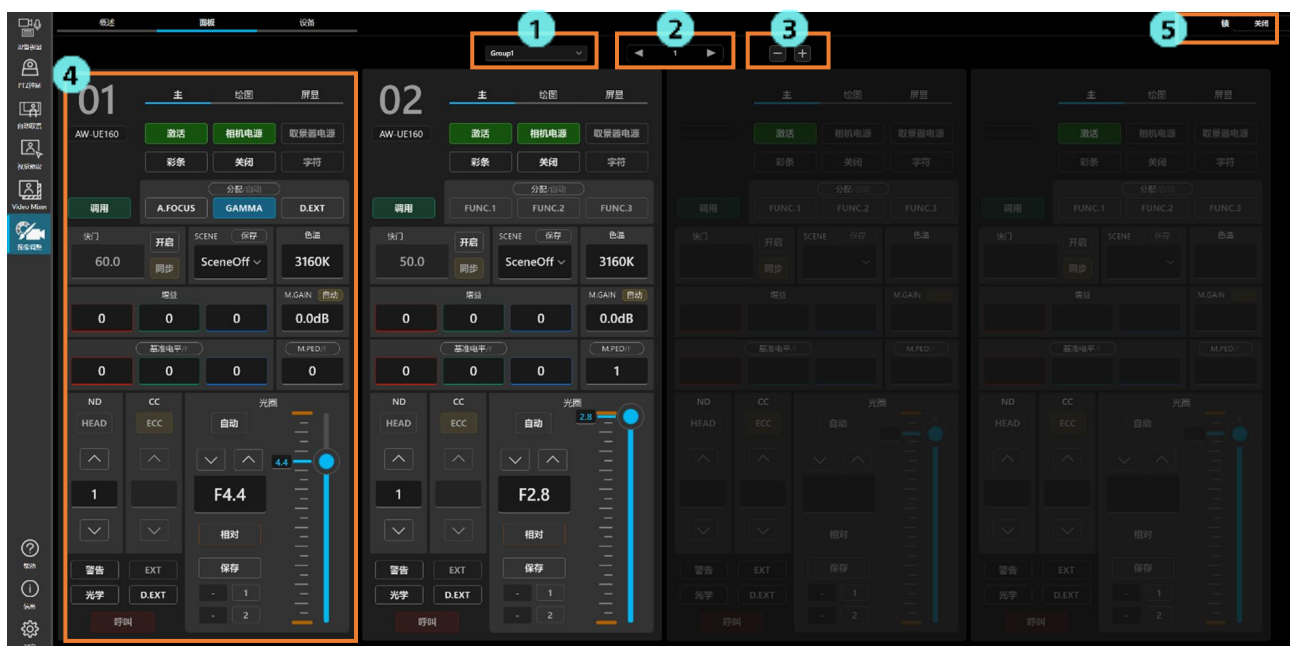 概述 面板 设备
1 2 3 5
锁 关闭
Group1 1
4
01 主 绘图 屏显
AW-UE160 激活 相机电源 取景器电源
彩条 关闭 字符
分配/自动
调用 A.FOCUS GAMMA D.EXT
快门 开启 SCENE 保存 色温
60.0 同步 SceneOff 3160K
增益 M.GAIN 自动
0 0 0 0.0dB
基准电平/F M.PED/F
0 0 0 0
ND CC 光圈
HEAD ECC 自动
4.4
1 F4.4
相对
警告 EXT 保存
光学 D.EXT - 1
呼叫 - 2
02 主 绘图 屏显
AW-UE160 激活 相机电源 取景器电源
彩条 关闭 字符
分配/自动
调用 FUNC.1 FUNC.2 FUNC.3
快门 开启 SCENE 保存 色温
50.0 同步 SceneOff 3160K
增益 M.GAIN 自动
0 0 0 0.0dB
基准电平/F M.PED/F
0 0 0 1
ND CC 光圈
HEAD ECC 自动
2.8
1 F2.8
相对
警告 EXT 保存
光学 D.EXT - 1
呼叫 - 2
主 绘图 屏显
激活 相机电源 取景器电源
彩条 关闭 字符
分配/自动
调用 FUNC.1 FUNC.2 FUNC.3
快门 开启 SCENE 保存 色温
同步
增益 M.GAIN
基准电平/F M.PED/F
ND CC 光圈
HEAD ECC 自动
相对
警告 EXT 保存
光学 D.EXT - 1
呼叫 - 2
主 绘图 屏显
激活 相机电源 取景器电源
彩条 关闭 字符
分配/自动
调用 FUNC.1 FUNC.2 FUNC.3
快门 开启 SCENE 保存 色温
同步
增益 M.GAIN
基准电平/F M.PED/F
ND CC 光圈
HEAD ECC 自动
相对
警告 EXT 保存
光学 D.EXT - 1
呼叫 - 2
Video Mixer
帮助
信息